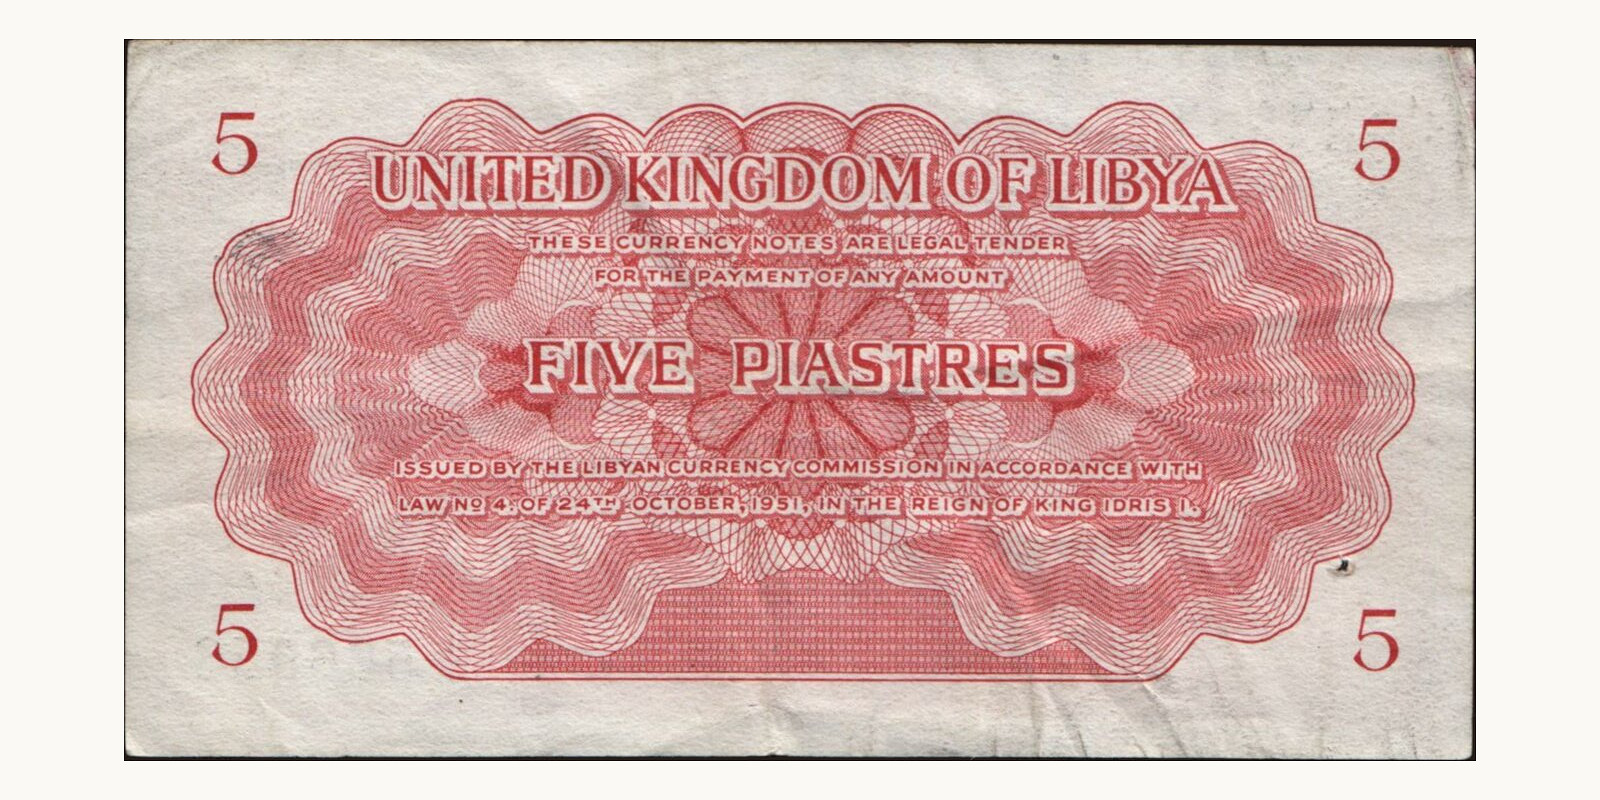 5 5
UNITED KINGDOM OF LIBYA
THESE CURRENCY NOTES ARE LEGAL TENDER
FOR THE PAYMENT OF ANY AMOUNT
FIVE PIASTRES
ISSUED BY THE LIBYAN CURRENCY COMMISSION IN ACCORDANCE WITH
LAW Nº 4. OF 24TH OCTOBER, 1951, IN THE REIGN OF KING IDRIS I.
5 5